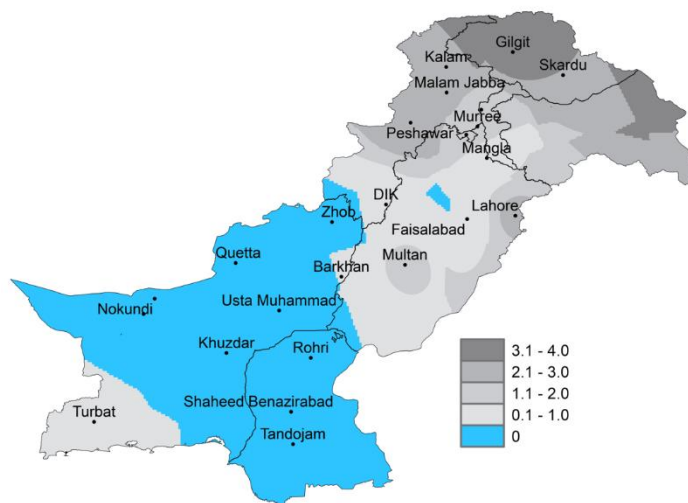 Gilgit
Kalam
Skardu
Malam Jabba
Murree
Peshawar
Mangla
DIK
Zhob
Lahore
Faisalabad
Quetta
Barkhan
Multan
Usta Muhammad
Nokundi
Khuzdar
Rohri
3.1 - 4.0
2.1 - 3.0
1.1 - 2.0
0.1 - 1.0
0
Turbat
Shaheed Benazirabad
Tandojam